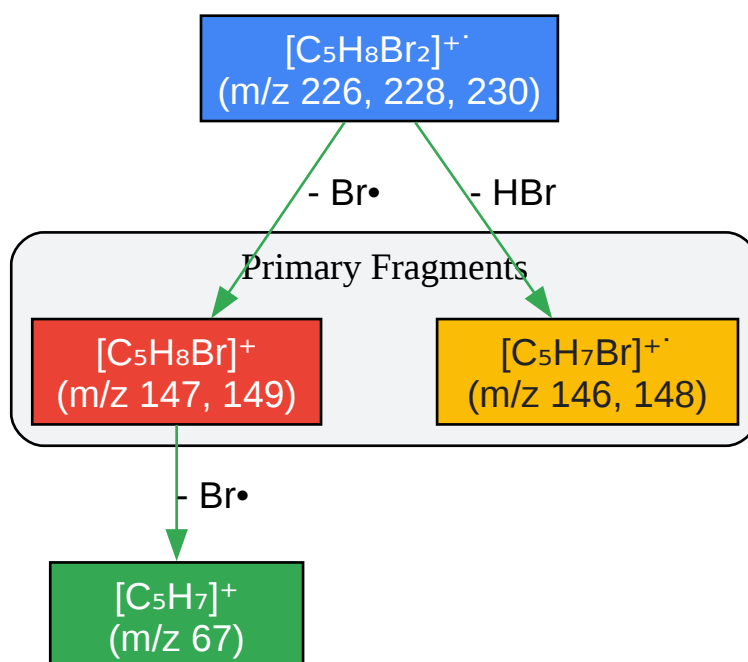 [C₅H₈Br₂]⁺˙
(m/z 226, 228, 230)
- Br•
- HBr
Primary Fragments
[C₅H₈Br]⁺
(m/z 147, 149)
[C₅H₇Br]⁺˙
(m/z 146, 148)
- Br•
[C₅H₇]⁺
(m/z 67)